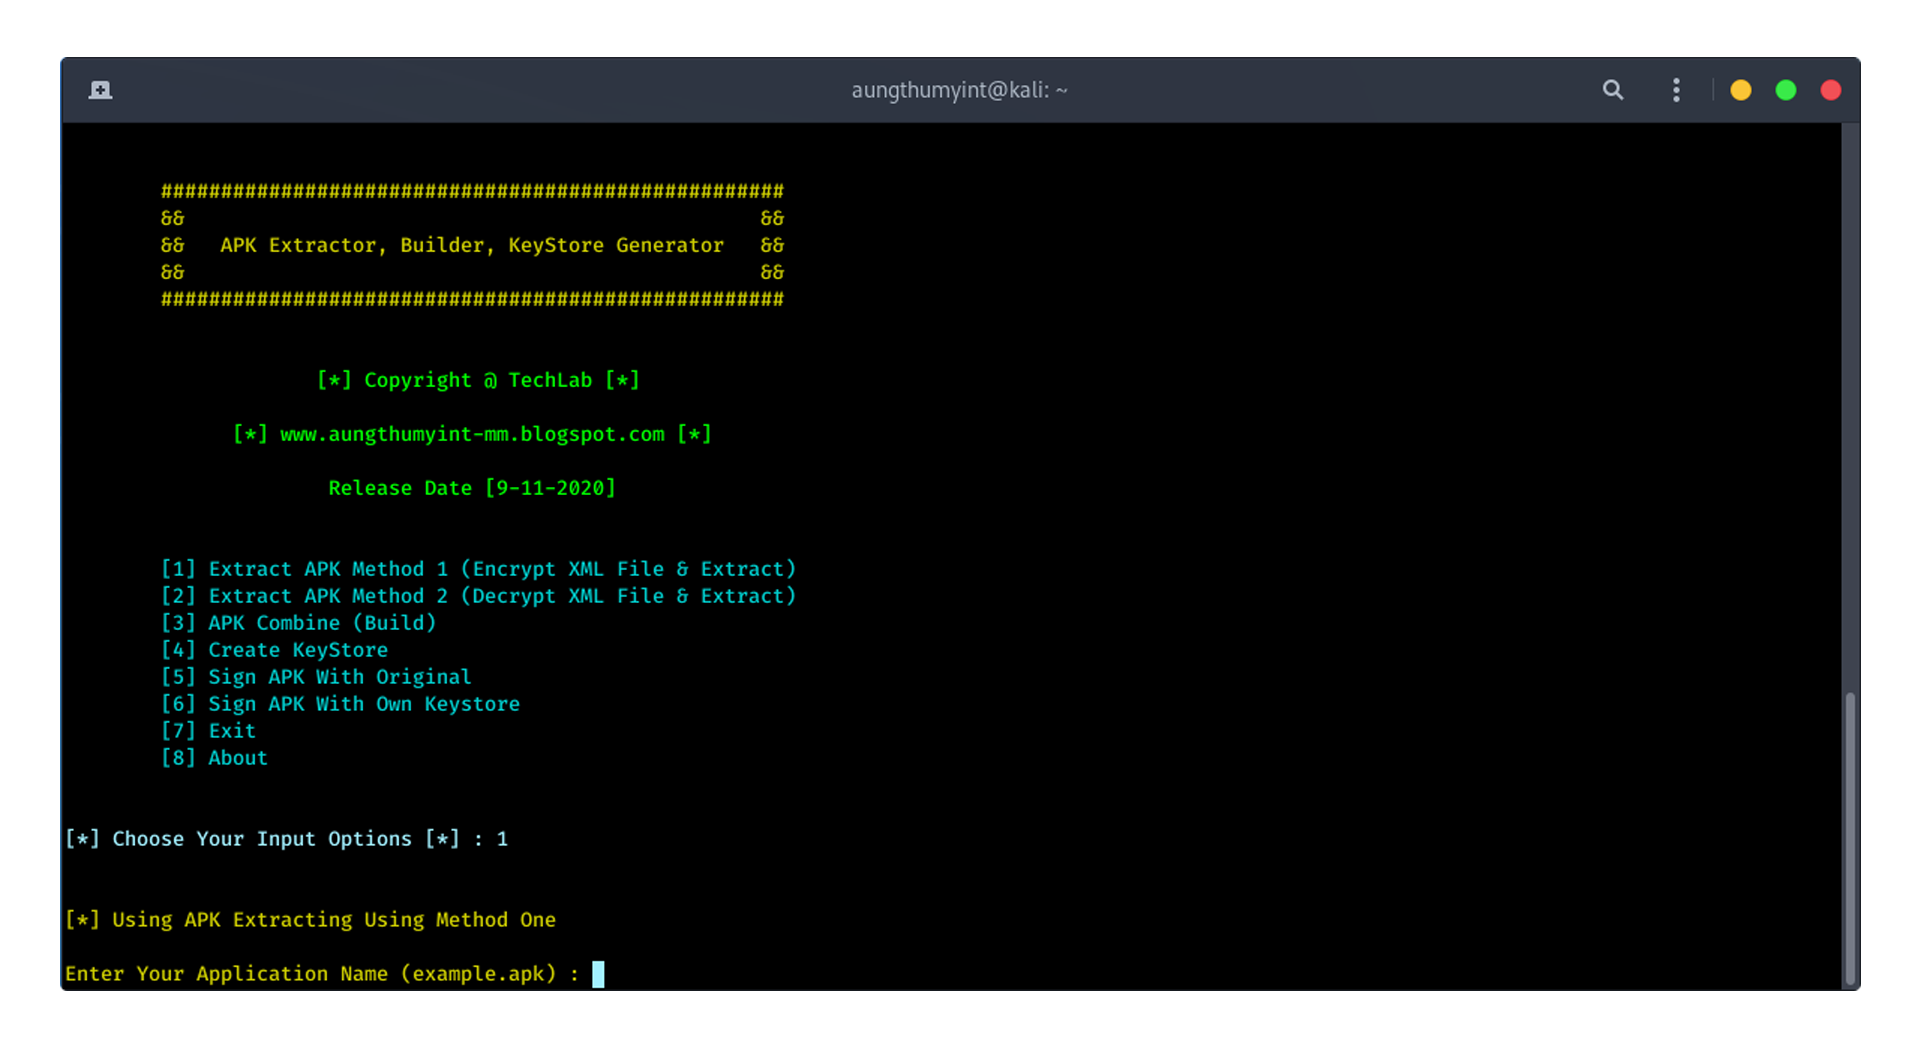 aungthumyint@kali: ~
####################################################
&& &&
&& APK Extractor, Builder, KeyStore Generator &&
&& &&
####################################################
[*] Copyright @ TechLab [*]
[*] www.aungthumyint-mm.blogspot.com [*]
Release Date [9-11-2020]
[1] Extract APK Method 1 (Encrypt XML File & Extract)
[2] Extract APK Method 2 (Decrypt XML File & Extract)
[3] APK Combine (Build)
[4] Create KeyStore
[5] Sign APK With Original
[6] Sign APK With Own Keystore
[7] Exit
[8] About
[*] Choose Your Input Options [*] : 1
[*] Using APK Extracting Using Method One
Enter Your Application Name (example.apk) :